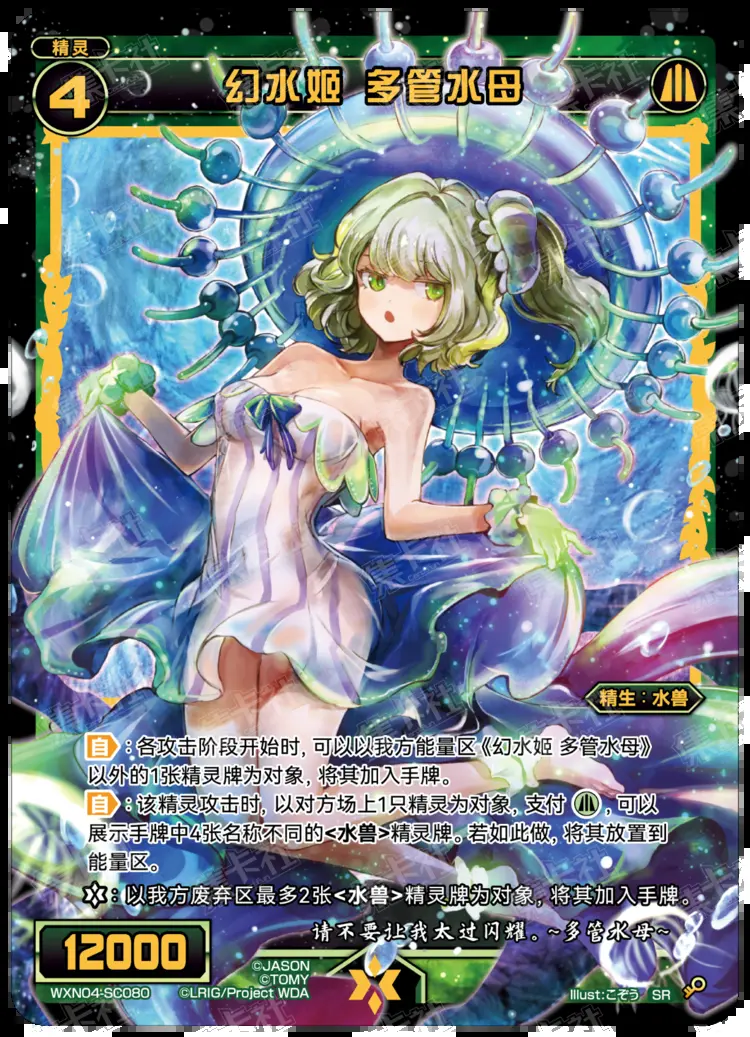 精灵
4
幻水姬 多管水母
精生：水兽
自：各攻击阶段开始时，可以以我方能量区《幻水姬 多管水母》
以外的1张精灵牌为对象，将其加入手牌。
自：该精灵攻击时，以对方场上1只精灵为对象，支付，可以
展示手牌中4张名称不同的<水兽>精灵牌。若如此做，将其放置到
能量区。
：以我方废弃区最多2张<水兽>精灵牌为对象，将其加入手牌。
请不要让我太过闪耀。~多管水母~
12000
©JASON
©TOMY
WXN04-SC080 ©LRIG/Project WDA
Illust:こぞう SR
集卡社